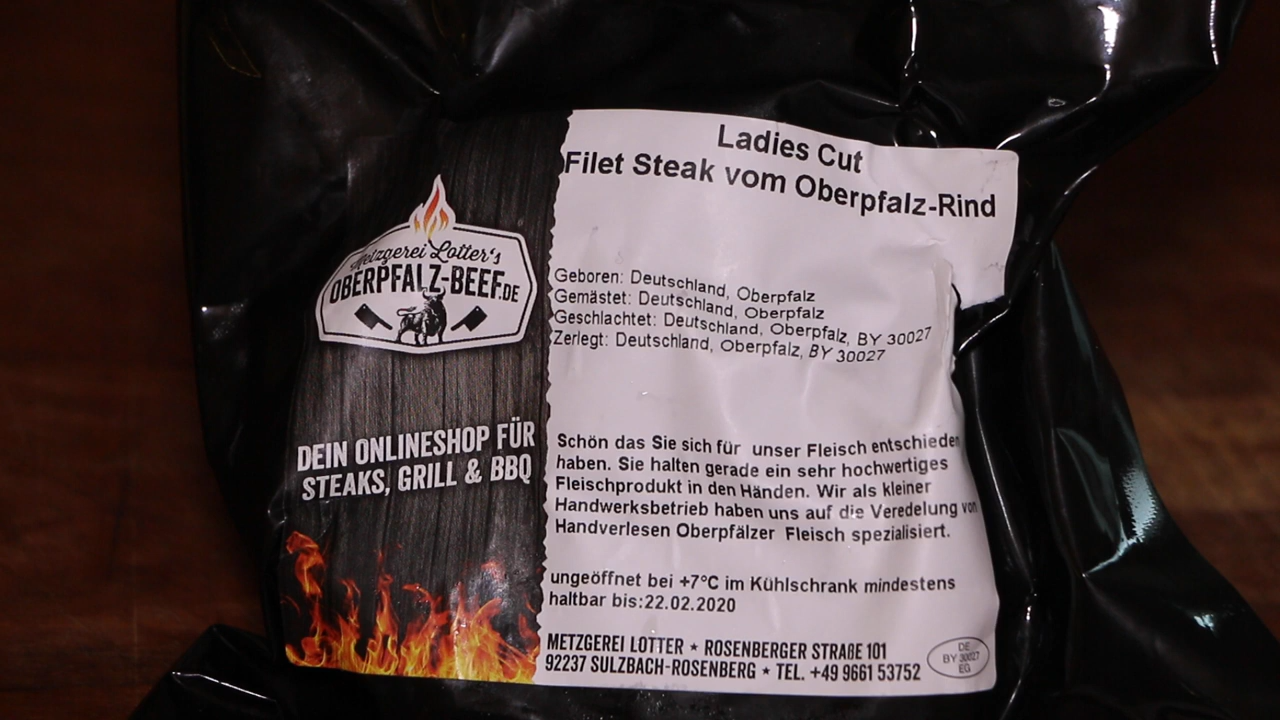 Ladies Cut
Filet Steak vom Oberpfalz-Rind
Metzgerei Lotter's
OBERPFALZ-BEEF.DE
Geboren: Deutschland, Oberpfalz
Gemästet: Deutschland, Oberpfalz
Geschlachtet: Deutschland, Oberpfalz, BY 30027
Zerlegt: Deutschland, Oberpfalz, BY 30027
DEIN ONLINESHOP FÜR
STEAKS, GRILL & BBQ
Schön das Sie sich für unser Fleisch entschieden
haben. Sie halten gerade ein sehr hochwertiges
Fleischprodukt in den Händen. Wir als kleiner
Handwerksbetrieb haben uns auf die Veredelung von
Handverlesen Oberpfälzer Fleisch spezialisiert.
ungeöffnet bei +7°C im Kühlschrank mindestens
haltbar bis:22.02.2020
METZGEREI LOTTER ★ ROSENBERGER STRAßE 101
92237 SULZBACH-ROSENBERG ★ TEL. +49 9661 53752
DE
BY 30027
EG